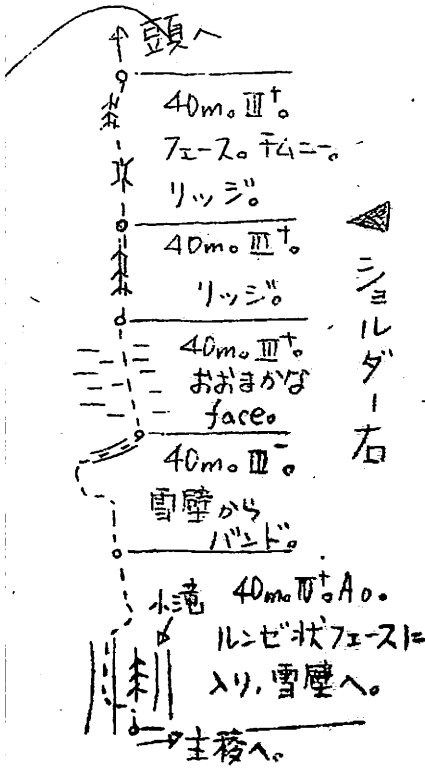 頭へ
40m。III⁺。
フェース。チムニー。
リッジ。
40m。III⁺。
リッジ。
40m。III⁺。
おおまかな
face。
40m。III⁻。
雪壁から
バンド。
小滝
40m。IV⁺。A0。
ルンゼ状フェースに
入り,雪壁へ。
主稜へ。
ショルダー右